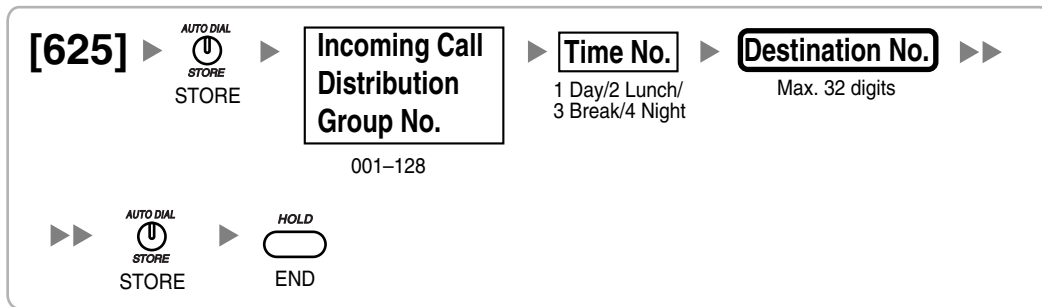 [625]
AUTO DIAL
STORE
STORE
Incoming Call
Distribution
Group No.
001–128
Time No.
1 Day/2 Lunch/
3 Break/4 Night
Destination No.
Max. 32 digits
AUTO DIAL
STORE
STORE
HOLD
END